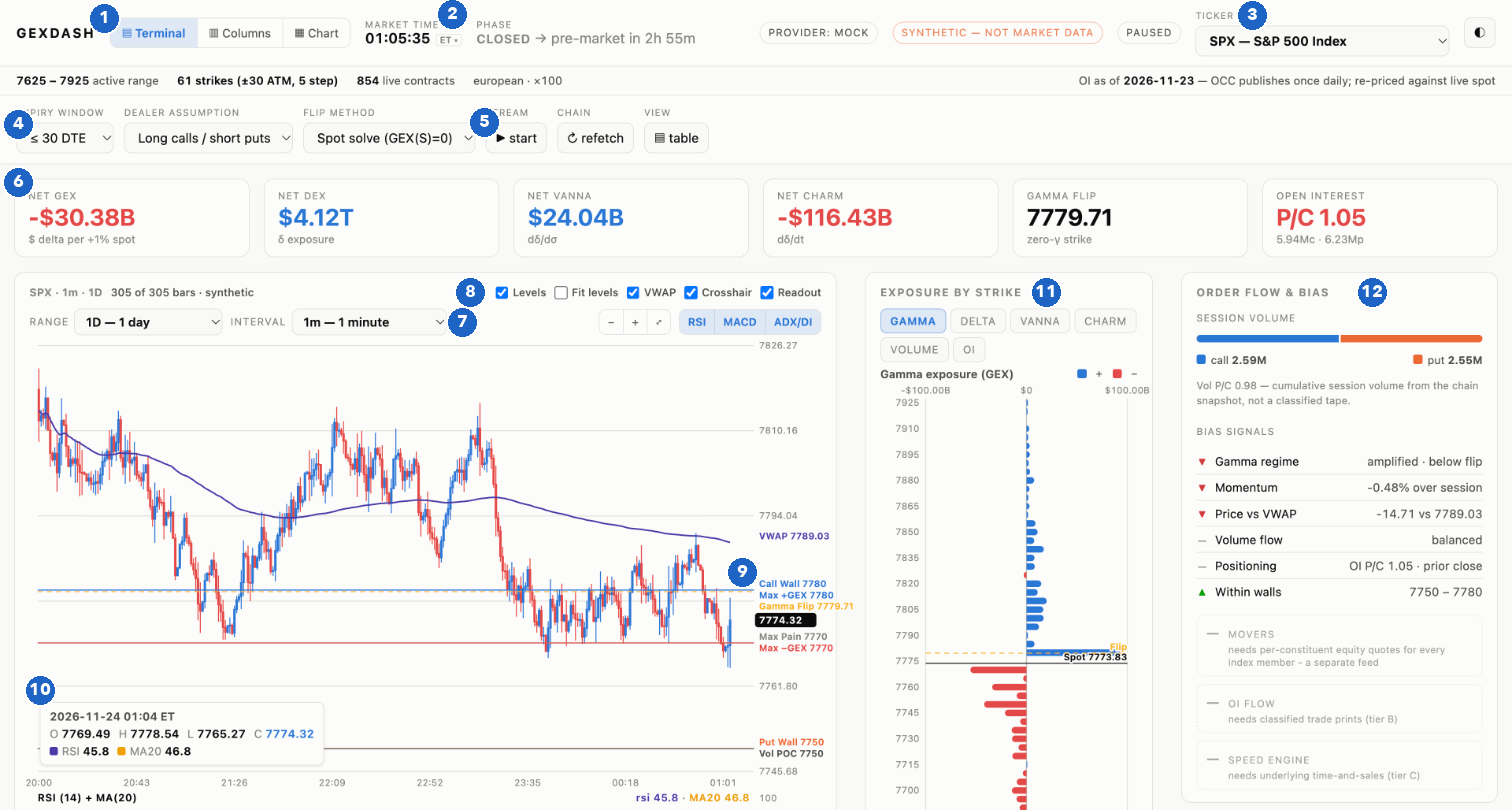 1 2 3
GEXDASH Terminal Columns Chart MARKET TIME 01:05:35 ET PHASE CLOSED → pre-market in 2h 55m PROVIDER: MOCK SYNTHETIC — NOT MARKET DATA PAUSED TICKER SPX — S&P 500 Index
7625 – 7925 active range 61 strikes (±30 ATM, 5 step) 854 live contracts european · ×100 OI as of 2026-11-23 — OCC publishes once daily; re-priced against live spot
4 PIRY WINDOW DEALER ASSUMPTION FLIP METHOD 5 REAM CHAIN VIEW
≤ 30 DTE Long calls / short puts Spot solve (GEX(S)=0) start refetch table
6
NET GEX
-$30.38B
$ delta per +1% spot
NET DEX
$4.12T
δ exposure
NET VANNA
$24.04B
dδ/dσ
NET CHARM
-$116.43B
dδ/dt
GAMMA FLIP
7779.71
zero-γ strike
OPEN INTEREST
P/C 1.05
5.94Mc · 6.23Mp
SPX · 1m · 1D 305 of 305 bars · synthetic 8 Levels Fit levels VWAP Crosshair Readout
RANGE 1D — 1 day INTERVAL 1m — 1 minute 7 − + RSI MACD ADX/DI
7826.27
7810.16
7794.04
VWAP 7789.03
9
Call Wall 7780
Max +GEX 7780
Gamma Flip 7779.71
7774.32
Max Pain 7770
Max −GEX 7770
7761.80
Put Wall 7750
Vol POC 7750
7745.68
10
2026-11-24 01:04 ET
O 7769.49 H 7778.54 L 7765.27 C 7774.32
RSI 45.8 MA20 46.8
20:00 20:43 21:26 22:09 22:52 23:35 00:18 01:01
RSI (14) + MA(20) rsi 45.8 · MA20 46.8 100
EXPOSURE BY STRIKE 11
GAMMA DELTA VANNA CHARM
VOLUME OI
Gamma exposure (GEX) + −
-$100.00B $0 $100.00B
7925
7910
7895
7880
7865
7850
7835
7820
7805
7790
Flip
Spot 7773.83
7775
7760
7745
7730
7715
7700
ORDER FLOW & BIAS 12
SESSION VOLUME
call 2.59M put 2.55M
Vol P/C 0.98 — cumulative session volume from the chain
snapshot, not a classified tape.
BIAS SIGNALS
Gamma regime amplified · below flip
Momentum -0.48% over session
Price vs VWAP -14.71 vs 7789.03
Volume flow balanced
Positioning OI P/C 1.05 · prior close
Within walls 7750 – 7780
MOVERS
needs per-constituent equity quotes for every
index member - a separate feed
OI FLOW
needs classified trade prints (tier B)
SPEED ENGINE
needs underlying time-and-sales (tier C)